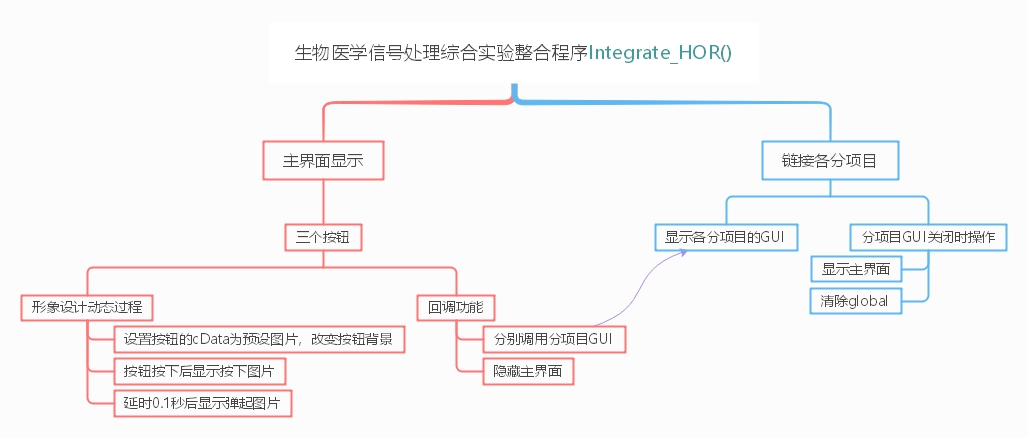 生物医学信号处理综合实验整合程序Integrate_HOR()
主界面显示
链接各分项目
三个按钮
显示各分项目的GUI
分项目GUI关闭时操作
显示主界面
清除global
形象设计动态过程
回调功能
设置按钮的cData为预设图片，改变按钮背景
分别调用分项目GUI
按钮按下后显示按下图片
隐藏主界面
延时0.1秒后显示弹起图片